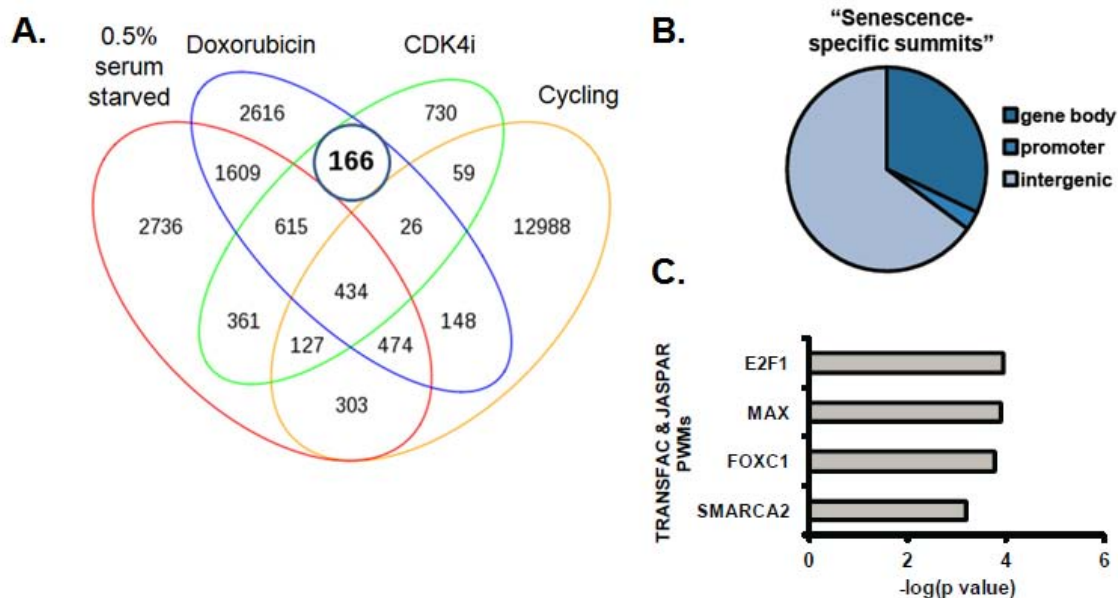 A.
0.5%
serum
starved
Doxorubicin
CDK4i
Cycling
2616
730
166
1609
59
2736
615
26
12988
434
361
148
127
474
303
B.
“Senescence-
specific summits”
gene body
promoter
intergenic
C.
TRANSFAC & JASPAR
PWMs
E2F1
MAX
FOXC1
SMARCA2
0 2 4 6
-log(p value)